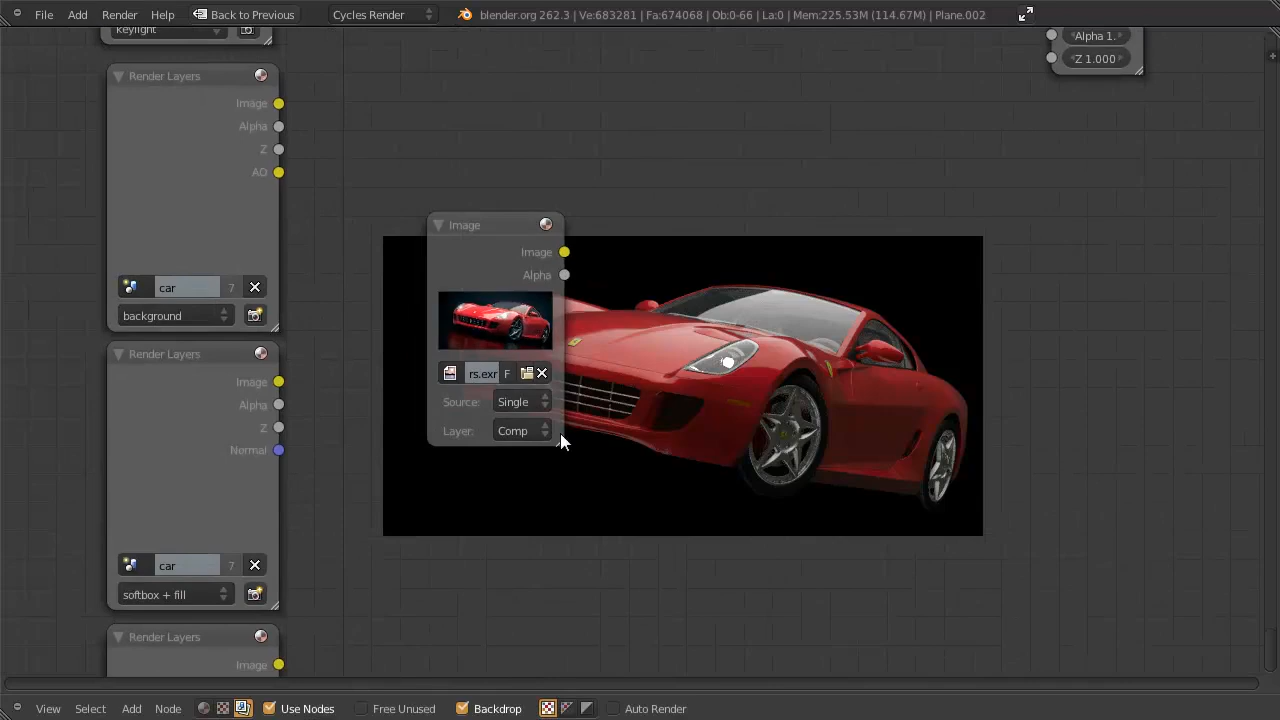 File Add Render Help Back to Previous Cycles Render blender.org 262.3 | Ve:683281 | Fa:674068 | Ob:0-66 | La:0 | Mem:225.53M (114.67M) | Plane.002
keylight
Alpha 1.
Z 1.000
Render Layers
Image
Alpha
Z
AO
car 7
background
Image
Image
Alpha
rs.exr F
Source: Single
Layer: Comp
Render Layers
Image
Alpha
Z
Normal
car 7
softbox + fill
Render Layers
Image
View Select Add Node Use Nodes Free Unused Backdrop Auto Render